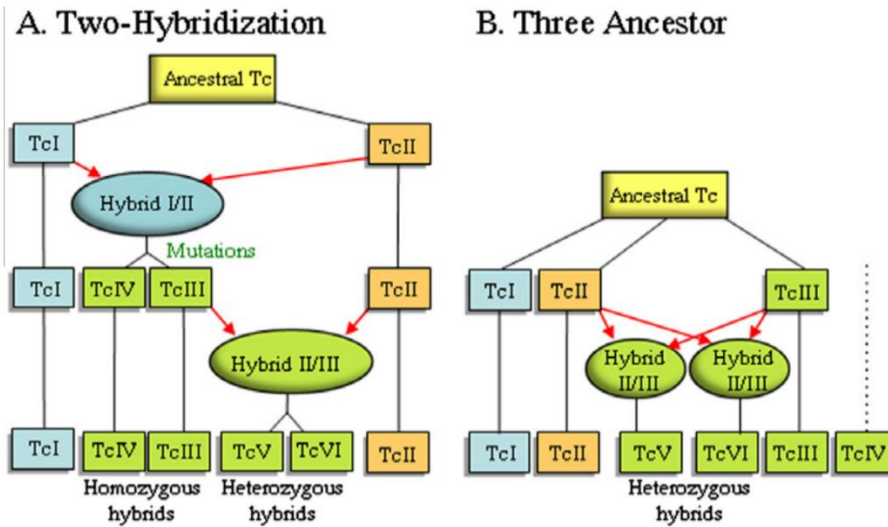 A. Two-Hybridization
Ancestral Tc
TcI
TcII
Hybrid I/II
Mutations
TcI
TcIV
TcIII
TcII
Hybrid II/III
TcI
TcIV
TcIII
TcV
TcVI
TcII
Homozygous
hybrids
Heterozygous
hybrids
B. Three Ancestor
Ancestral Tc
TcI
TcII
TcIII
Hybrid
II/III
Hybrid
II/III
TcI
TcII
TcV
TcVI
TcIII
TcIV
Heterozygous
hybrids